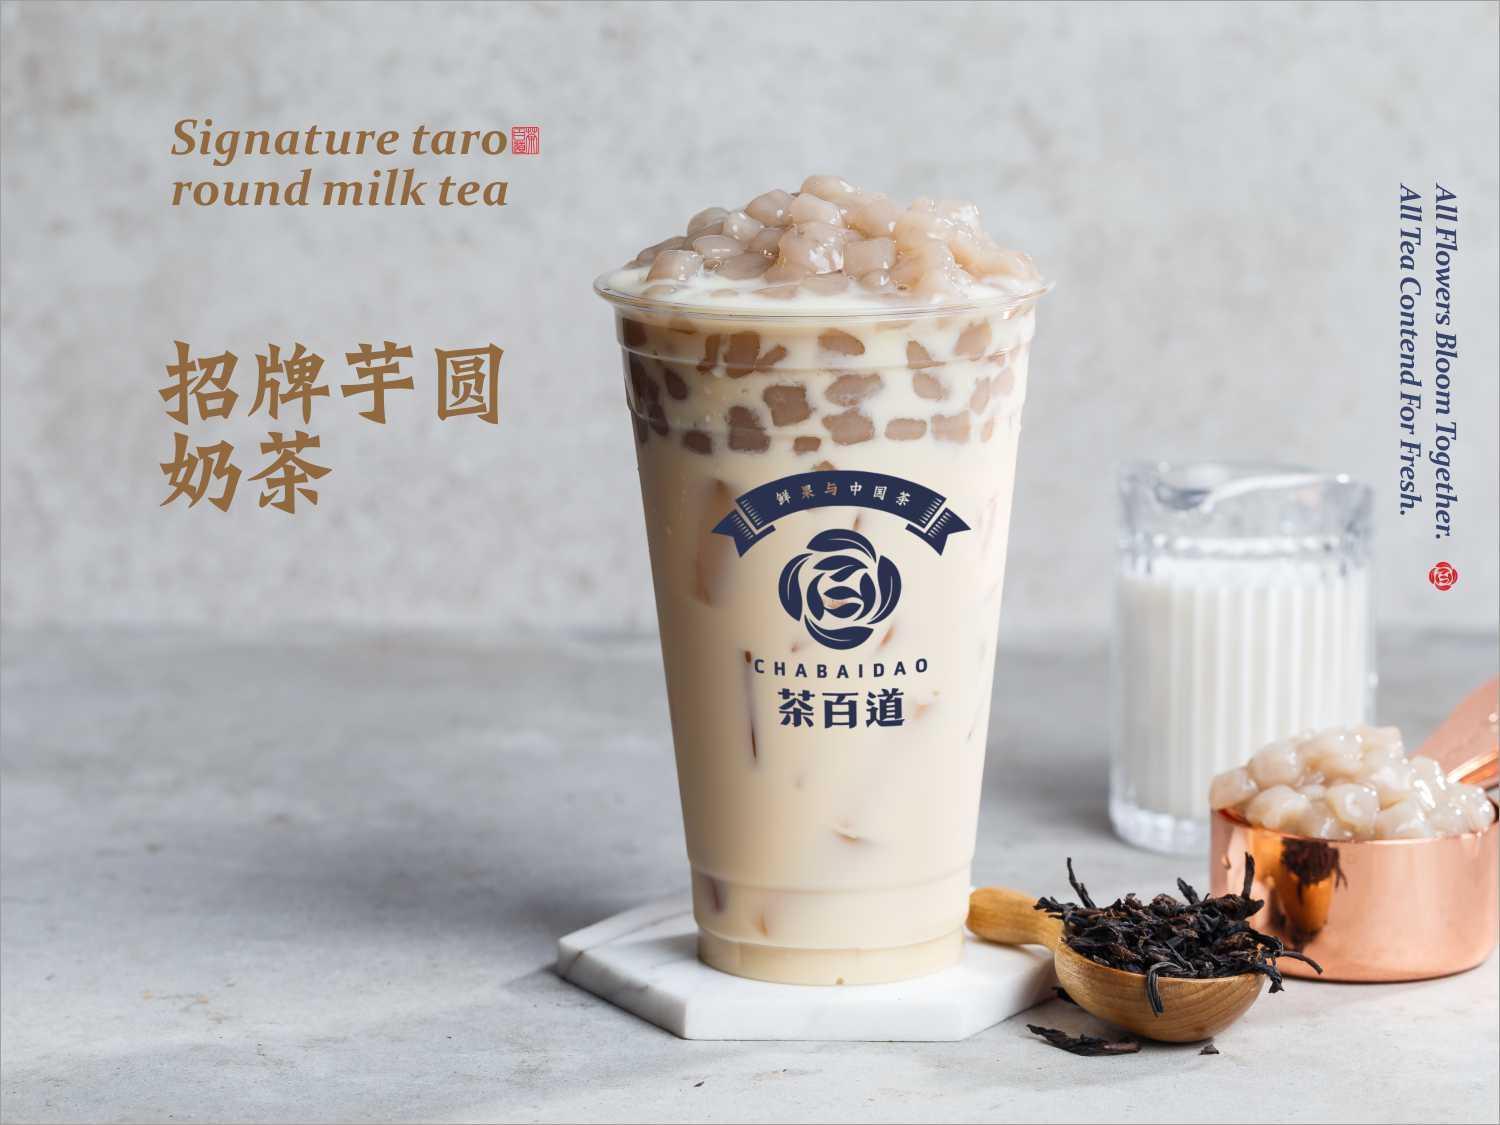 Signature taro
round milk tea
招牌芋圆
奶茶
鲜果与中国茶
百
CHABAIDAO
茶百道
All Flowers Bloom Together.
All Tea Contend For Fresh.